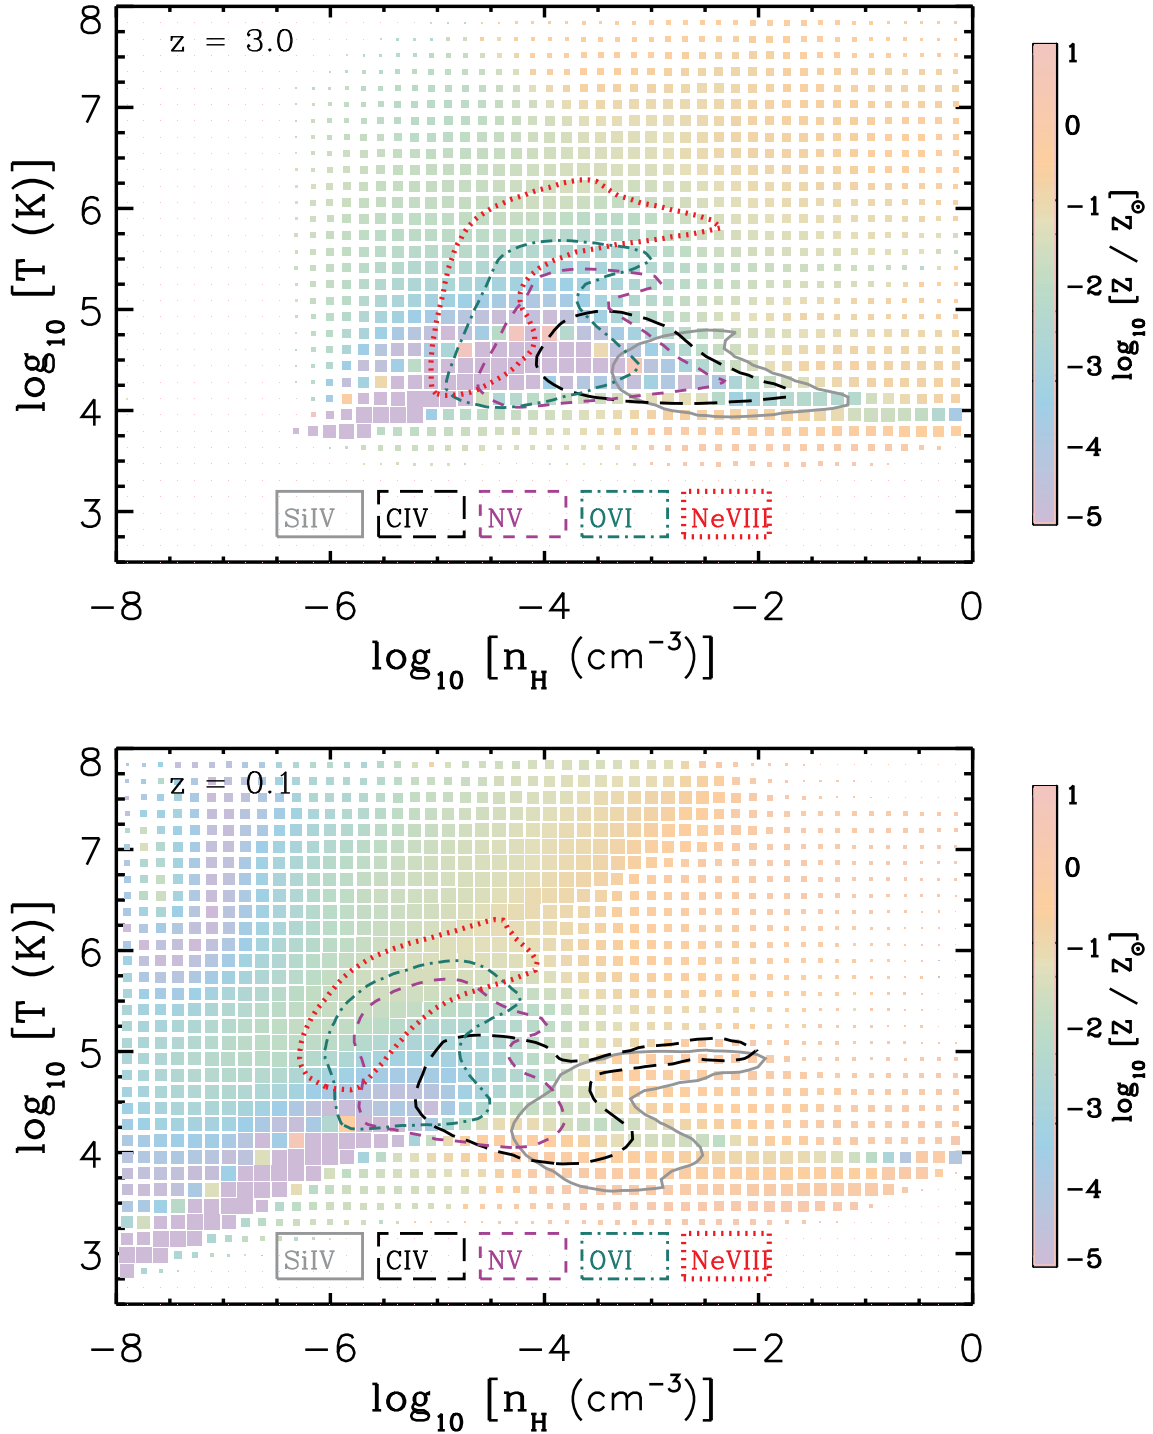 z = 3.0
8
7
6
5
4
3
log₁₀ [T (K)]
SiIV CIV NV OVI NeVIII
−8 −6 −4 −2 0
log₁₀ [n_H (cm⁻³)]
1
0
−1
−2
−3
−4
−5
log₁₀ [Z / Z⊙]
z = 0.1
8
7
6
5
4
3
log₁₀ [T (K)]
SiIV CIV NV OVI NeVIII
−8 −6 −4 −2 0
log₁₀ [n_H (cm⁻³)]
1
0
−1
−2
−3
−4
−5
log₁₀ [Z / Z⊙]